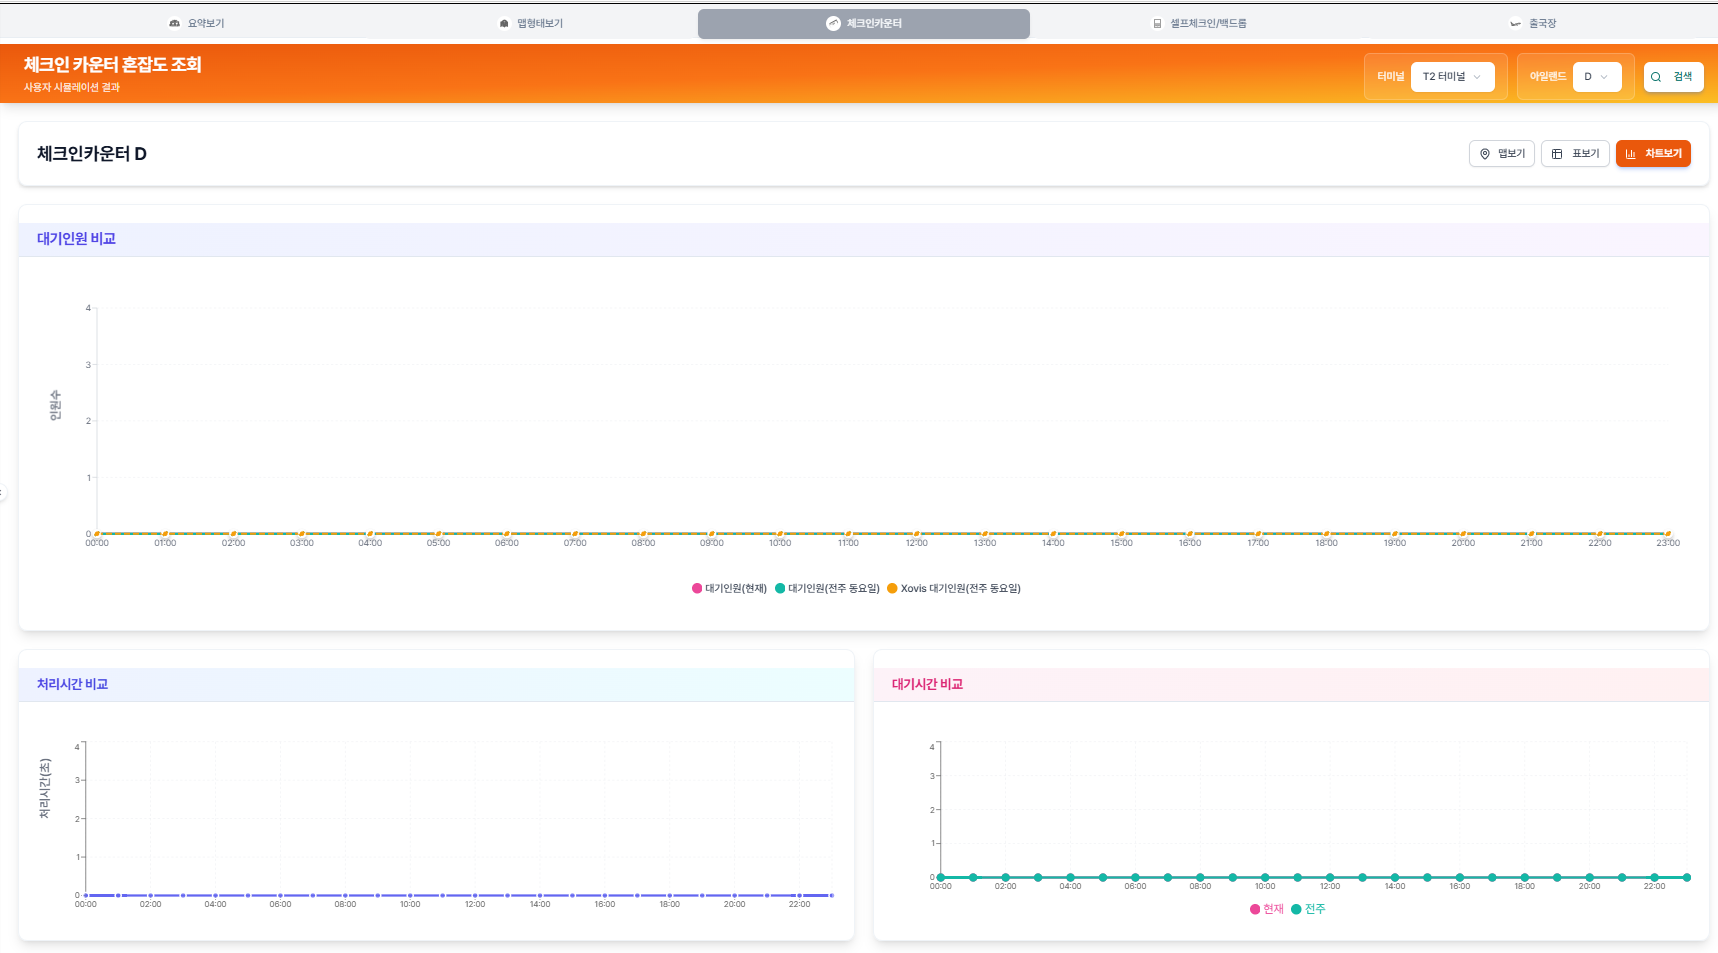 요약보기
맵형태보기
체크인카운터
셀프체크인/백드롭
출국장
체크인 카운터 혼잡도 조회
사용자 시뮬레이션 결과
터미널
T2 터미널
아일랜드
D
검색
체크인카운터 D
맵보기
표보기
차트보기
대기인원 비교
인원수
4
3
2
1
0
00:00 01:00 02:00 03:00 04:00 05:00 06:00 07:00 08:00 09:00 10:00 11:00 12:00 13:00 14:00 15:00 16:00 17:00 18:00 19:00 20:00 21:00 22:00 23:00
대기인원(현재) 대기인원(전주 동요일) Xovis 대기인원(전주 동요일)
처리시간 비교
처리시간(초)
4
3
2
1
0
00:00 02:00 04:00 06:00 08:00 10:00 12:00 14:00 16:00 18:00 20:00 22:00
대기시간 비교
4
3
2
1
0
00:00 02:00 04:00 06:00 08:00 10:00 12:00 14:00 16:00 18:00 20:00 22:00
현재 전주